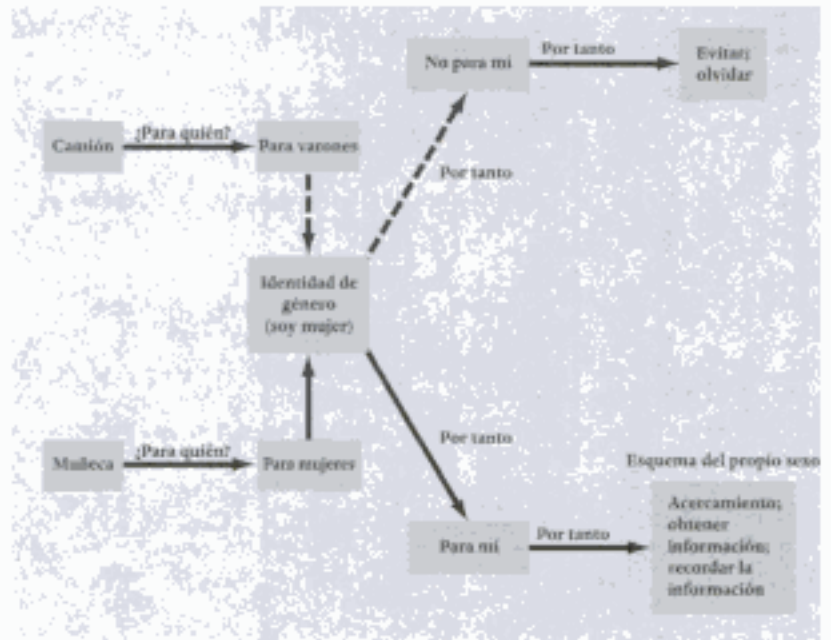 No para mí
Por tanto
Evitar;
olvidar
Camión
¿Para quién?
Para varones
Por tanto
Identidad de
género
(soy mujer)
Muñeca
¿Para quién?
Para mujeres
Por tanto
Esquema del propio sexo
Para mí
Por tanto
Acercamiento;
obtener
información;
recordar la
información